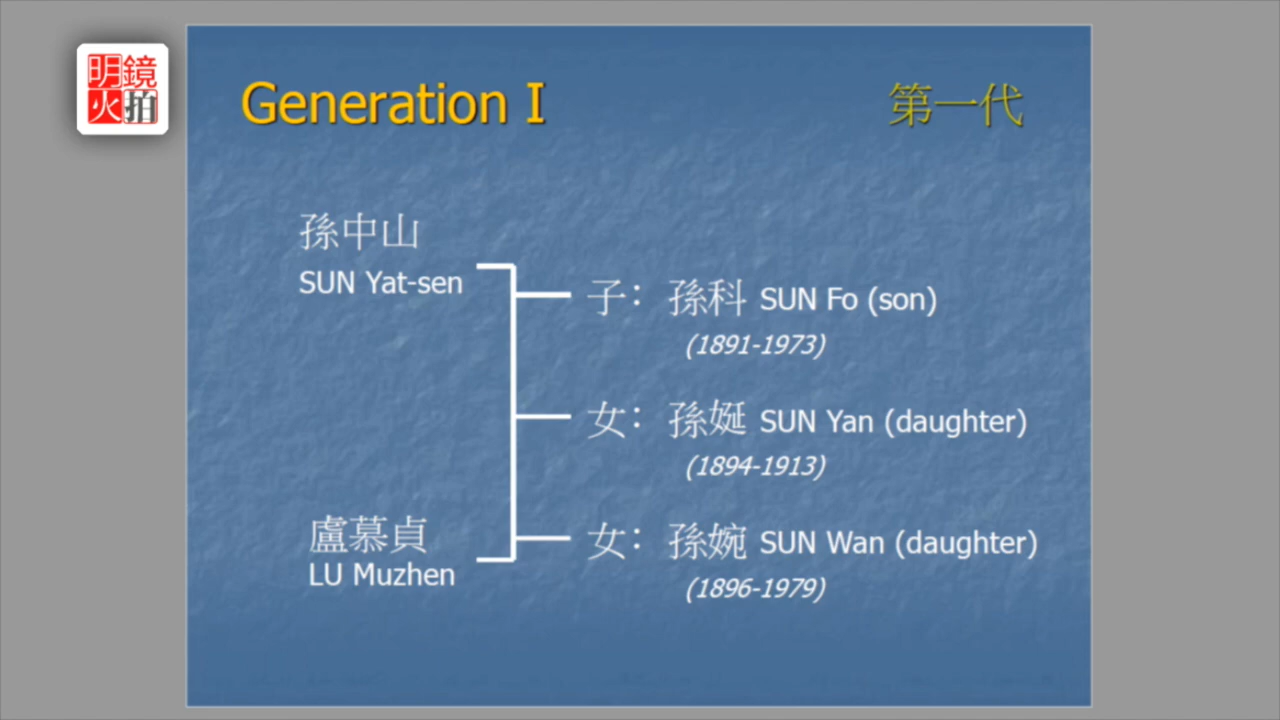 明鏡
火拍
Generation I
第一代
孫中山
SUN Yat-sen
子： 孫科 SUN Fo (son)
(1891-1973)
女： 孫娫 SUN Yan (daughter)
(1894-1913)
盧慕貞
LU Muzhen
女： 孫婉 SUN Wan (daughter)
(1896-1979)